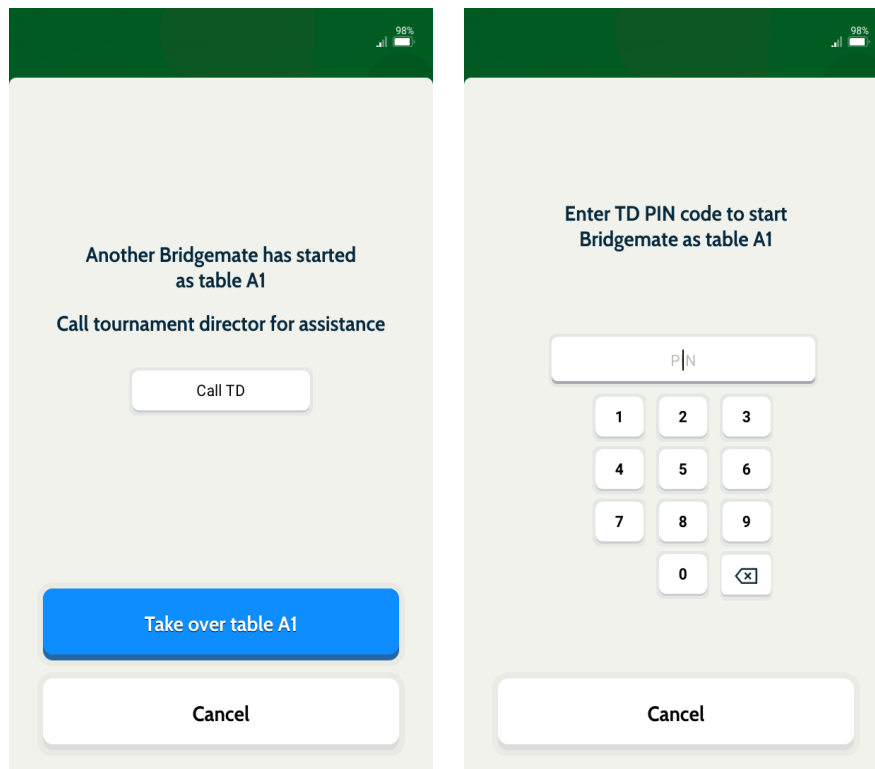 98%
Another Bridgemate has started
as table A1
Call tournament director for assistance
Call TD
Take over table A1
Cancel
98%
Enter TD PIN code to start
Bridgemate as table A1
PIN
1 2 3
4 5 6
7 8 9
0
Cancel